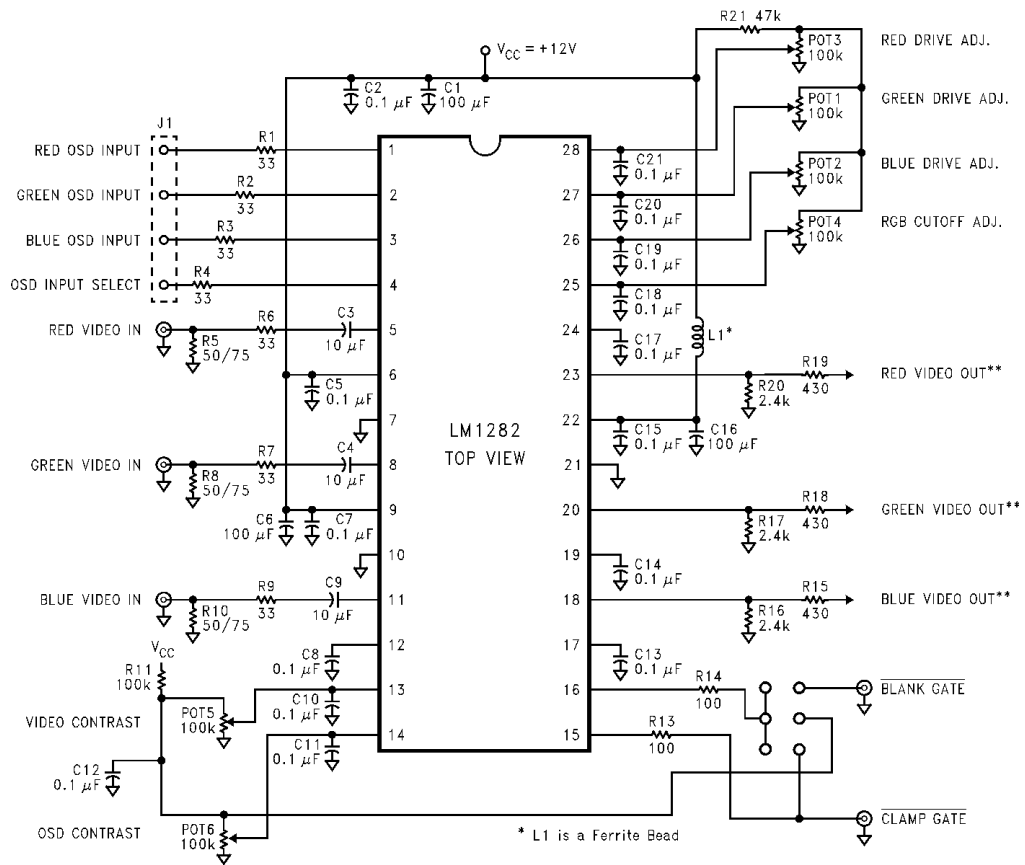 R21 47k
POT3
100k
RED DRIVE ADJ.
VCC = +12V
C2
0.1 µF
C1
100 µF
POT1
100k
GREEN DRIVE ADJ.
J1
RED OSD INPUT
R1
33
1
28
C21
0.1 µF
POT2
100k
BLUE DRIVE ADJ.
GREEN OSD INPUT
R2
33
2
27
C20
0.1 µF
BLUE OSD INPUT
R3
33
3
26
C19
0.1 µF
POT4
100k
RGB CUTOFF ADJ.
OSD INPUT SELECT
R4
33
4
25
C18
0.1 µF
RED VIDEO IN
R5
50/75
R6
33
C3
10 µF
5
24
C17
0.1 µF
L1*
C5
0.1 µF
6
23
R20
2.4k
R19
430
RED VIDEO OUT**
7
22
C15
0.1 µF
C16
100 µF
LM1282
TOP VIEW
GREEN VIDEO IN
R8
50/75
R7
33
C4
10 µF
8
21
C6
100 µF
C7
0.1 µF
9
20
R17
2.4k
R18
430
GREEN VIDEO OUT**
10
19
C14
0.1 µF
BLUE VIDEO IN
R10
50/75
R9
33
C9
10 µF
11
18
R16
2.4k
R15
430
BLUE VIDEO OUT**
VCC
R11
100k
C8
0.1 µF
12
17
C13
0.1 µF
VIDEO CONTRAST
POT5
100k
C10
0.1 µF
13
16
R14
100
BLANK GATE
C11
0.1 µF
14
15
R13
100
C12
0.1 µF
OSD CONTRAST
POT6
100k
* L1 is a Ferrite Bead
CLAMP GATE